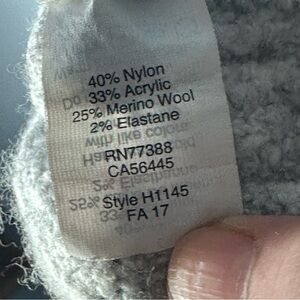 40% Nylon
33% Acrylic
25% Merino Wool
2% Elastane
RN77388
CA56445
Style H1145
FA 17